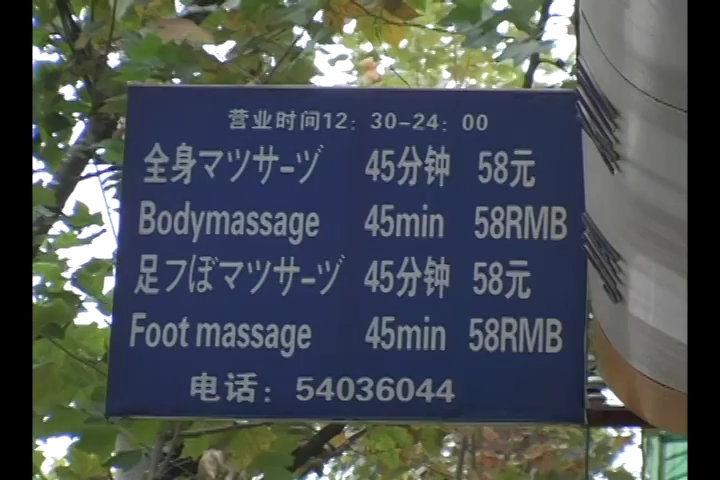 营业时间12：30-24：00
全身マツサーヅ 45分钟 58元
Bodymassage 45min 58RMB
足フぼマツサーヅ 45分钟 58元
Foot massage 45min 58RMB
电话：54036044